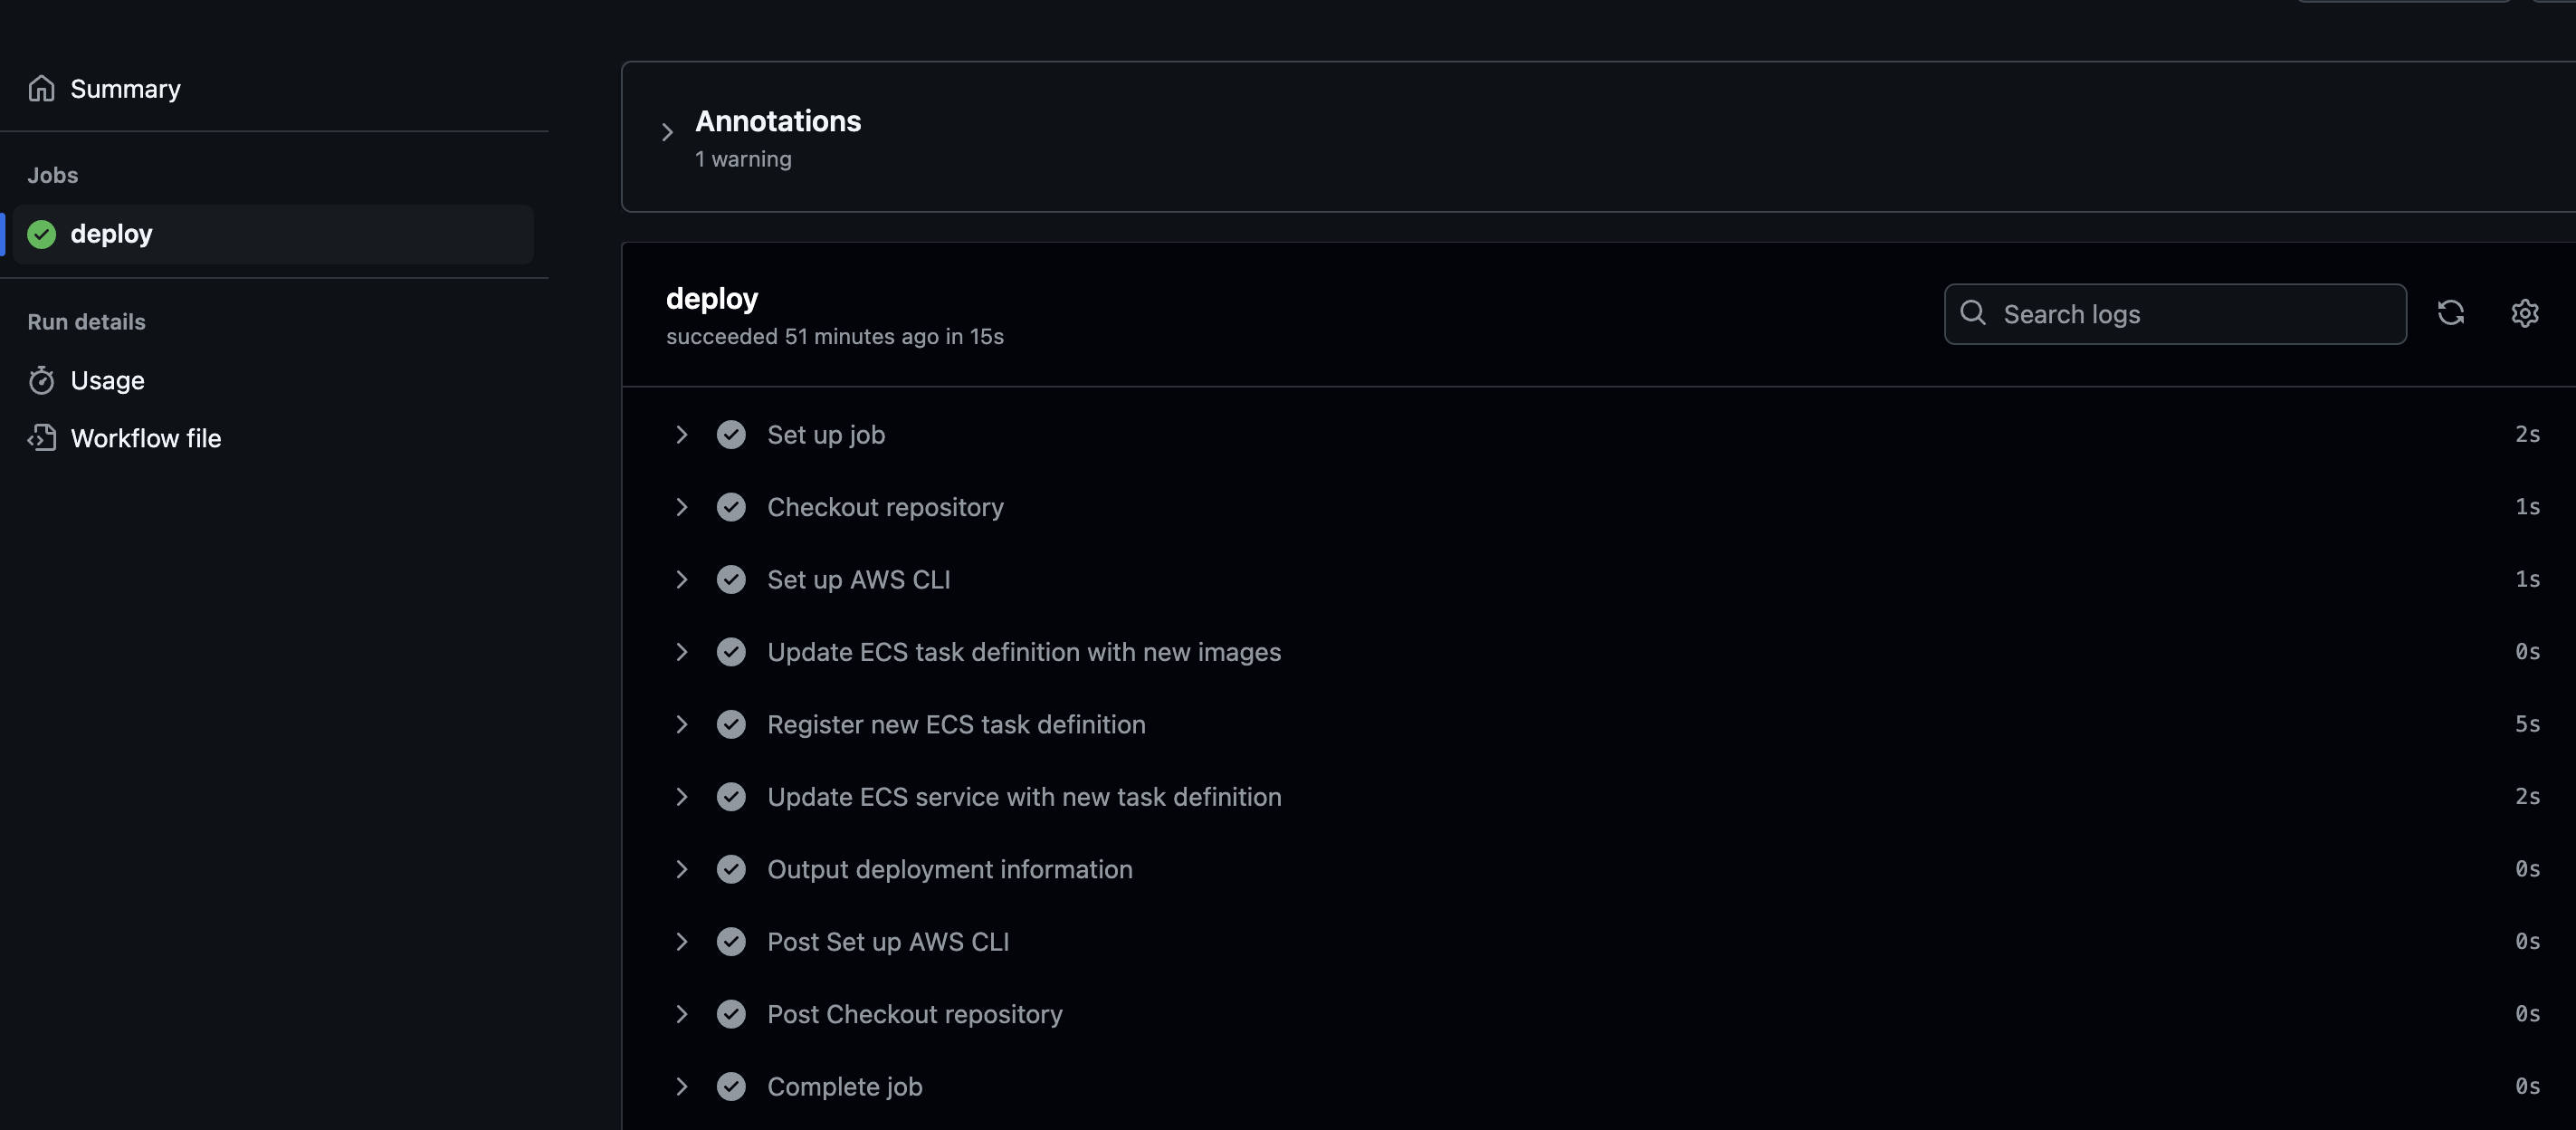 Summary
Jobs
deploy
Run details
Usage
Workflow file
Annotations
1 warning
deploy
succeeded 51 minutes ago in 15s
Search logs
Set up job 2s
Checkout repository 1s
Set up AWS CLI 1s
Update ECS task definition with new images 0s
Register new ECS task definition 5s
Update ECS service with new task definition 2s
Output deployment information 0s
Post Set up AWS CLI 0s
Post Checkout repository 0s
Complete job 0s